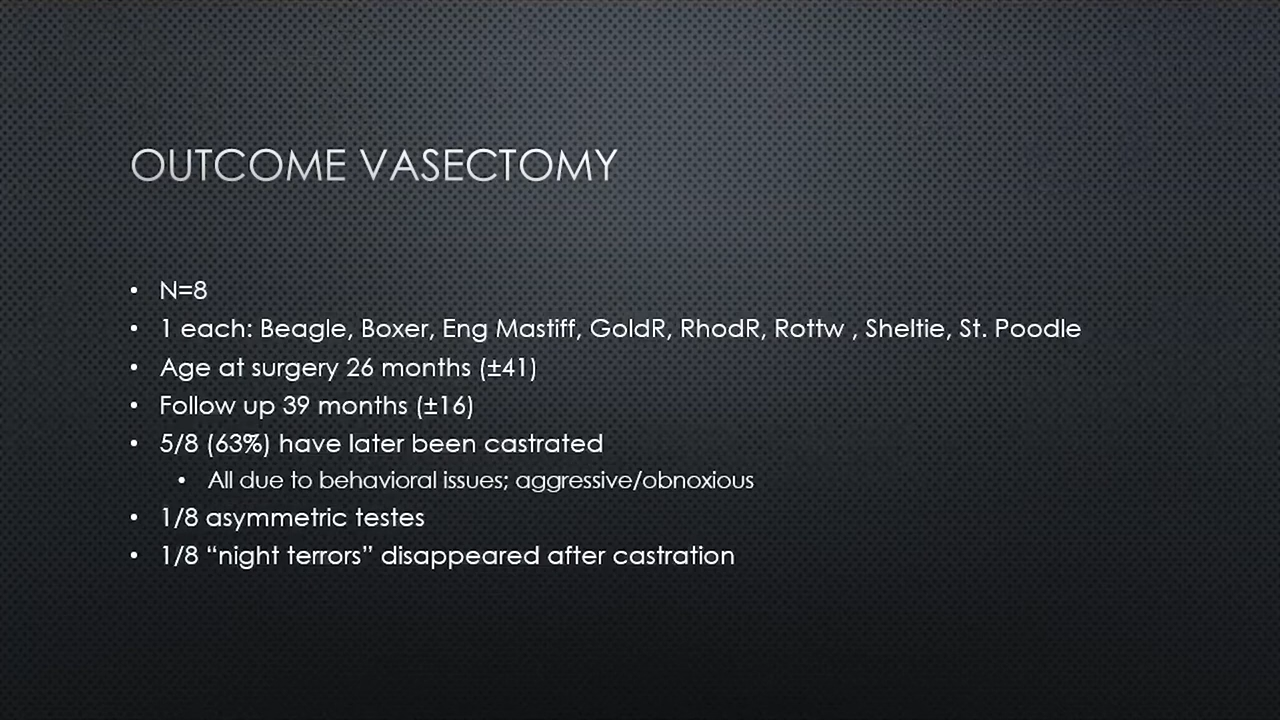 OUTCOME VASECTOMY
• N=8
• 1 each: Beagle, Boxer, Eng Mastiff, GoldR, RhodR, Rottw , Sheltie, St. Poodle
• Age at surgery 26 months (±41)
• Follow up 39 months (±16)
• 5/8 (63%) have later been castrated
• All due to behavioral issues; aggressive/obnoxious
• 1/8 asymmetric testes
• 1/8 “night terrors” disappeared after castration